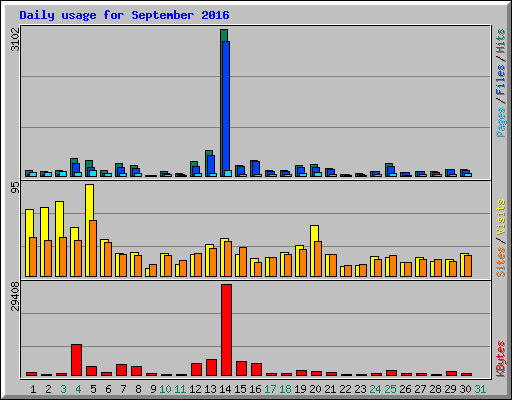 Daily usage for September 2016
3102
95
29408
Pages / Files / Hits
Sites / Visits
KBytes
1 2 3 4 5 6 7 8 9 10 11 12 13 14 15 16 17 18 19 20 21 22 23 24 25 26 27 28 29 30 31